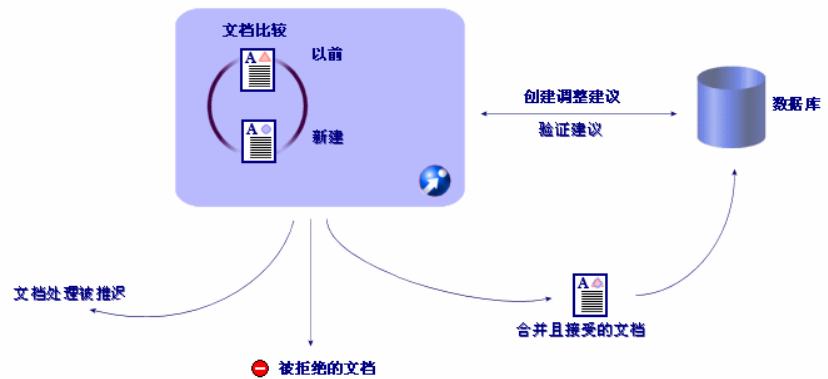 文档比较
以前
新建
创建调整建议
验证建议
数据库
文档处理被推迟
合并且接受的文档
被拒绝的文档